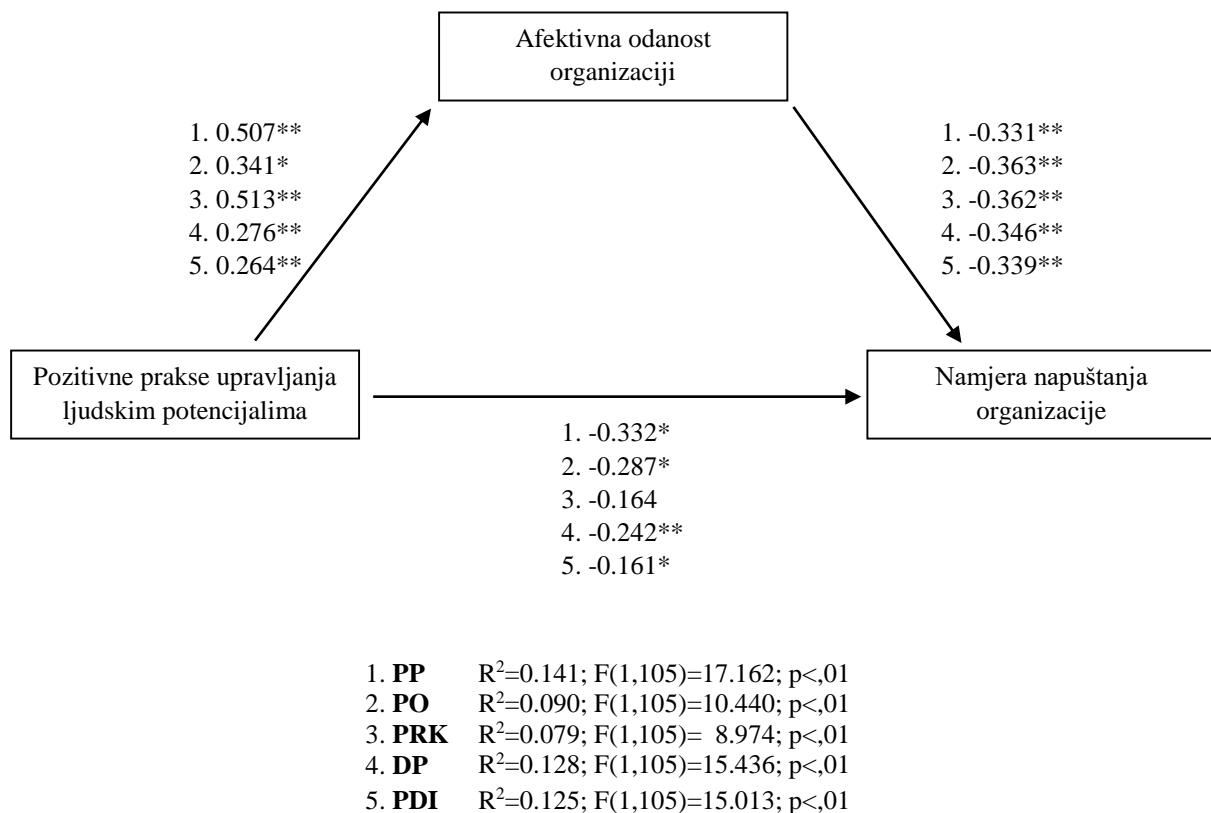 Afektivna odanost
organizaciji
1. 0.507**
2. 0.341*
3. 0.513**
4. 0.276**
5. 0.264**
1. -0.331**
2. -0.363**
3. -0.362**
4. -0.346**
5. -0.339**
Pozitivne prakse upravljanja
ljudskim potencijalima
Namjera napuštanja
organizacije
1. -0.332*
2. -0.287*
3. -0.164
4. -0.242**
5. -0.161*
1. PP R²=0.141; F(1,105)=17.162; p<,01
2. PO R²=0.090; F(1,105)=10.440; p<,01
3. PRK R²=0.079; F(1,105)= 8.974; p<,01
4. DP R²=0.128; F(1,105)=15.436; p<,01
5. PDI R²=0.125; F(1,105)=15.013; p<,01